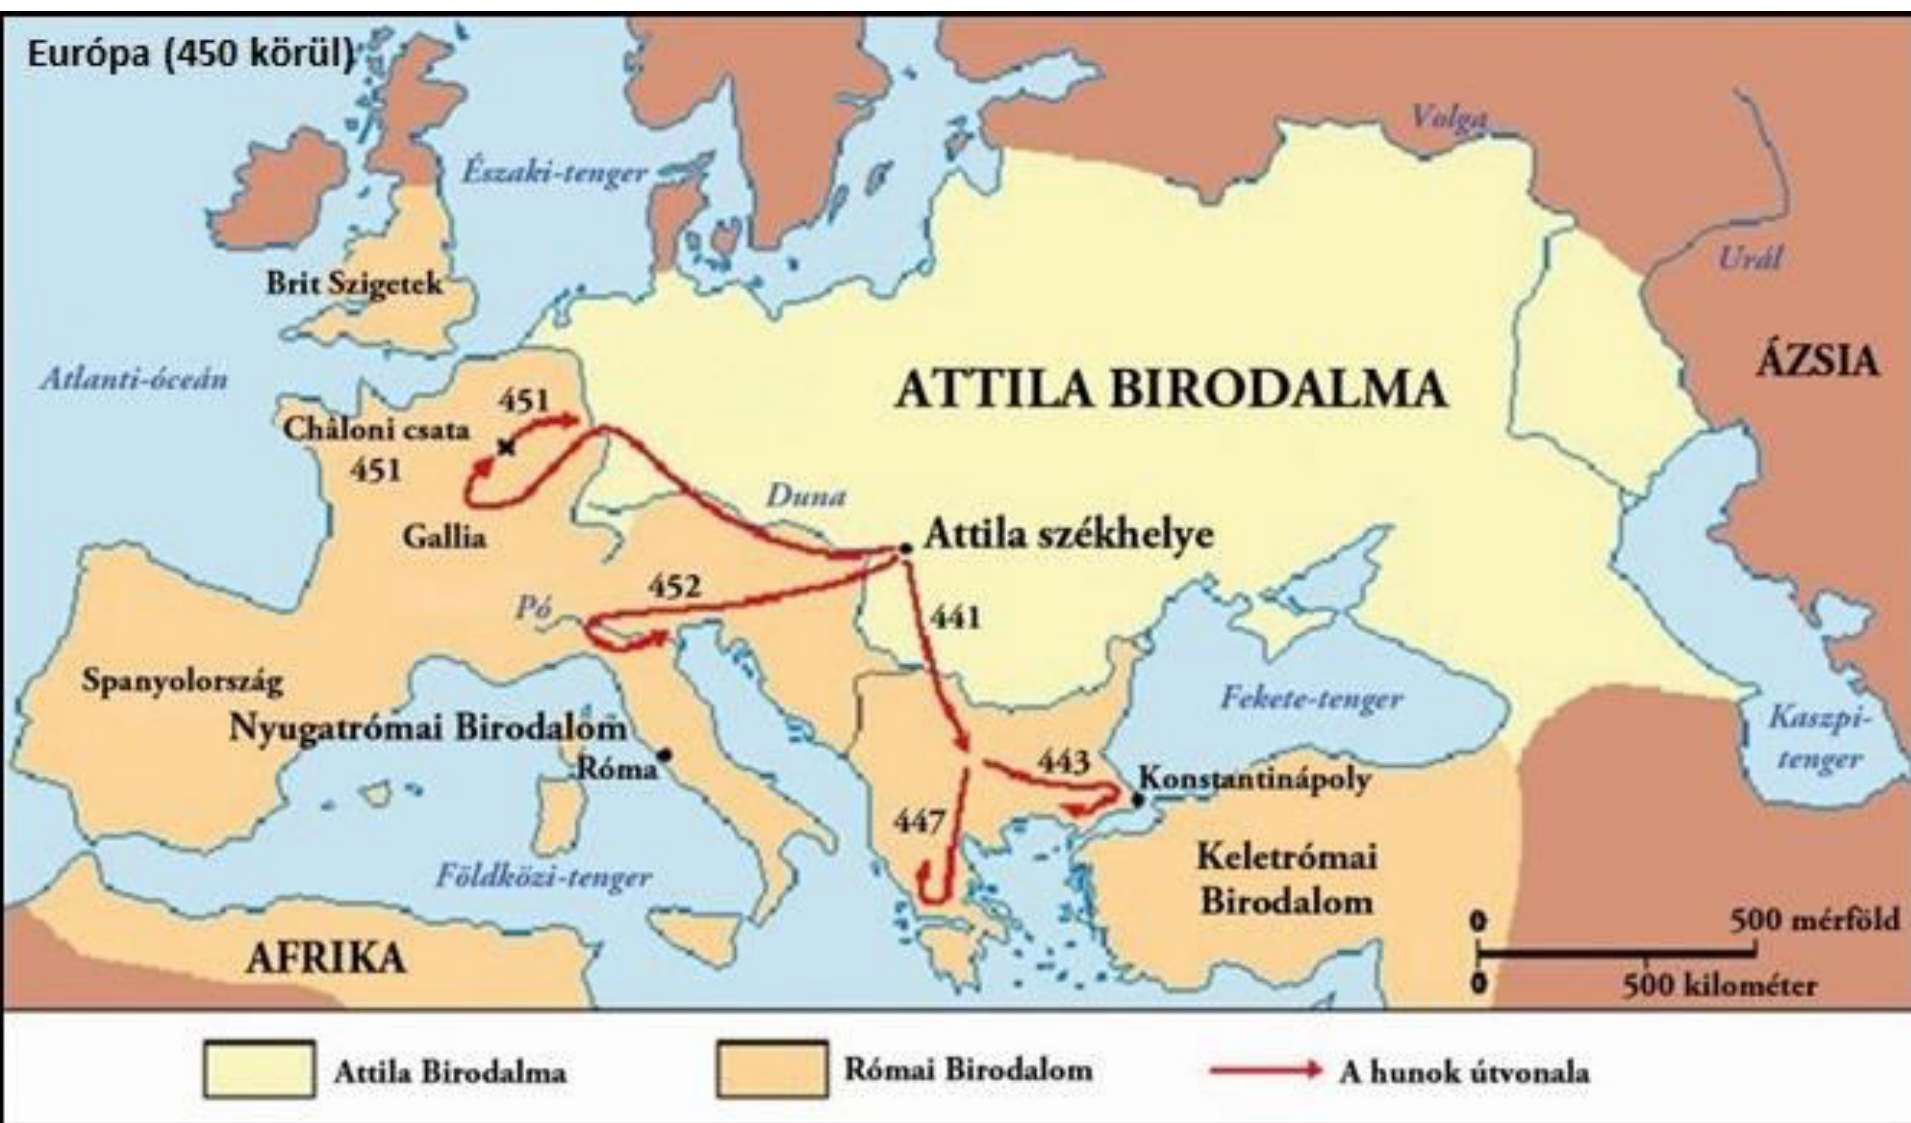 Európa (450 körül)
Volga
Északi-tenger
Urál
Brit Szigetek
Atlanti-óceán
ATTILA BIRODALMA
ÁZSIA
451
Châloni csata
451
Duna
Gallia
Attila székhelye
452
Pó
441
Spanyolország
Fekete-tenger
Nyugatrómai Birodalom
Kaszpi-
tenger
Róma
443
Konstantinápoly
447
Keletrómai
Birodalom
Földközi-tenger
0
500 mérföld
AFRIKA
0
500 kilométer
Attila Birodalma
Római Birodalom
A hunok útvonala